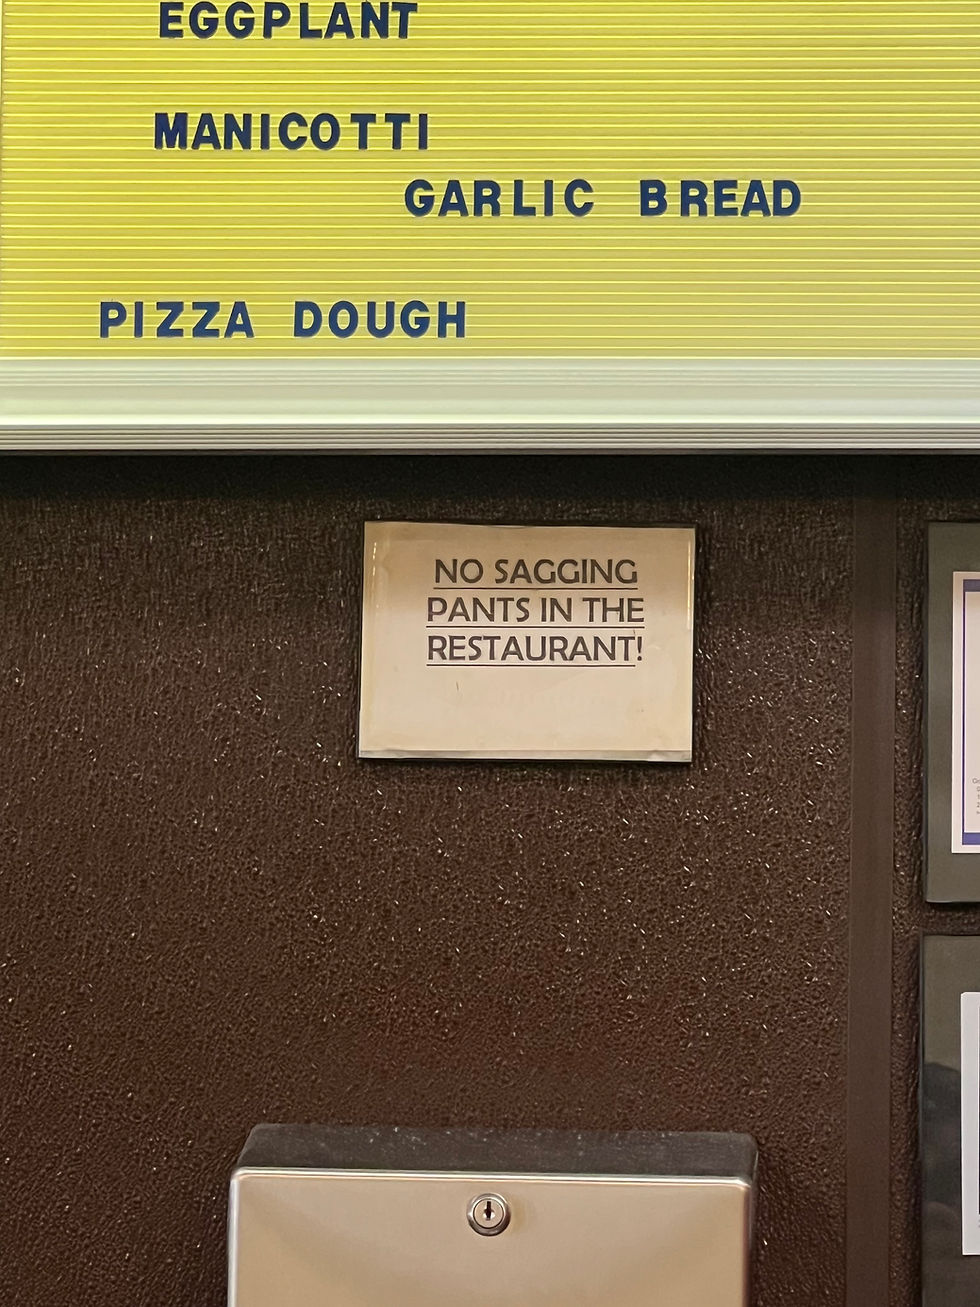 EGGPLANT
MANICOTTI
GARLIC BREAD
PIZZA DOUGH
NO SAGGING
PANTS IN THE
RESTAURANT!